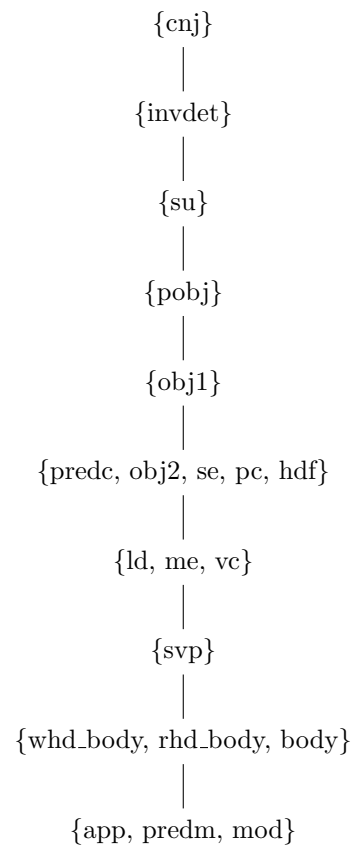 {cnj}
{invdet}
{su}
{pobj}
{obj1}
{predc, obj2, se, pc, hdf}
{ld, me, vc}
{svp}
{whd_body, rhd_body, body}
{app, predm, mod}